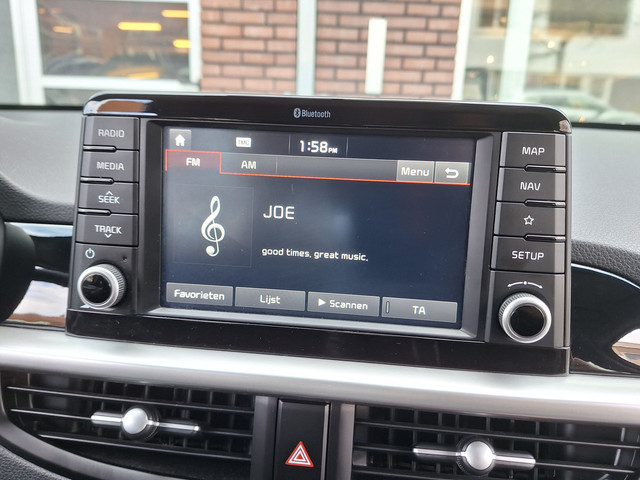 Bluetooth
RADIO
MEDIA
SEEK
TRACK
1:58PM
FM
AM
Menu
JOE
good times, great music.
Favorieten
Lijst
Scannen
TA
MAP
NAV
SETUP